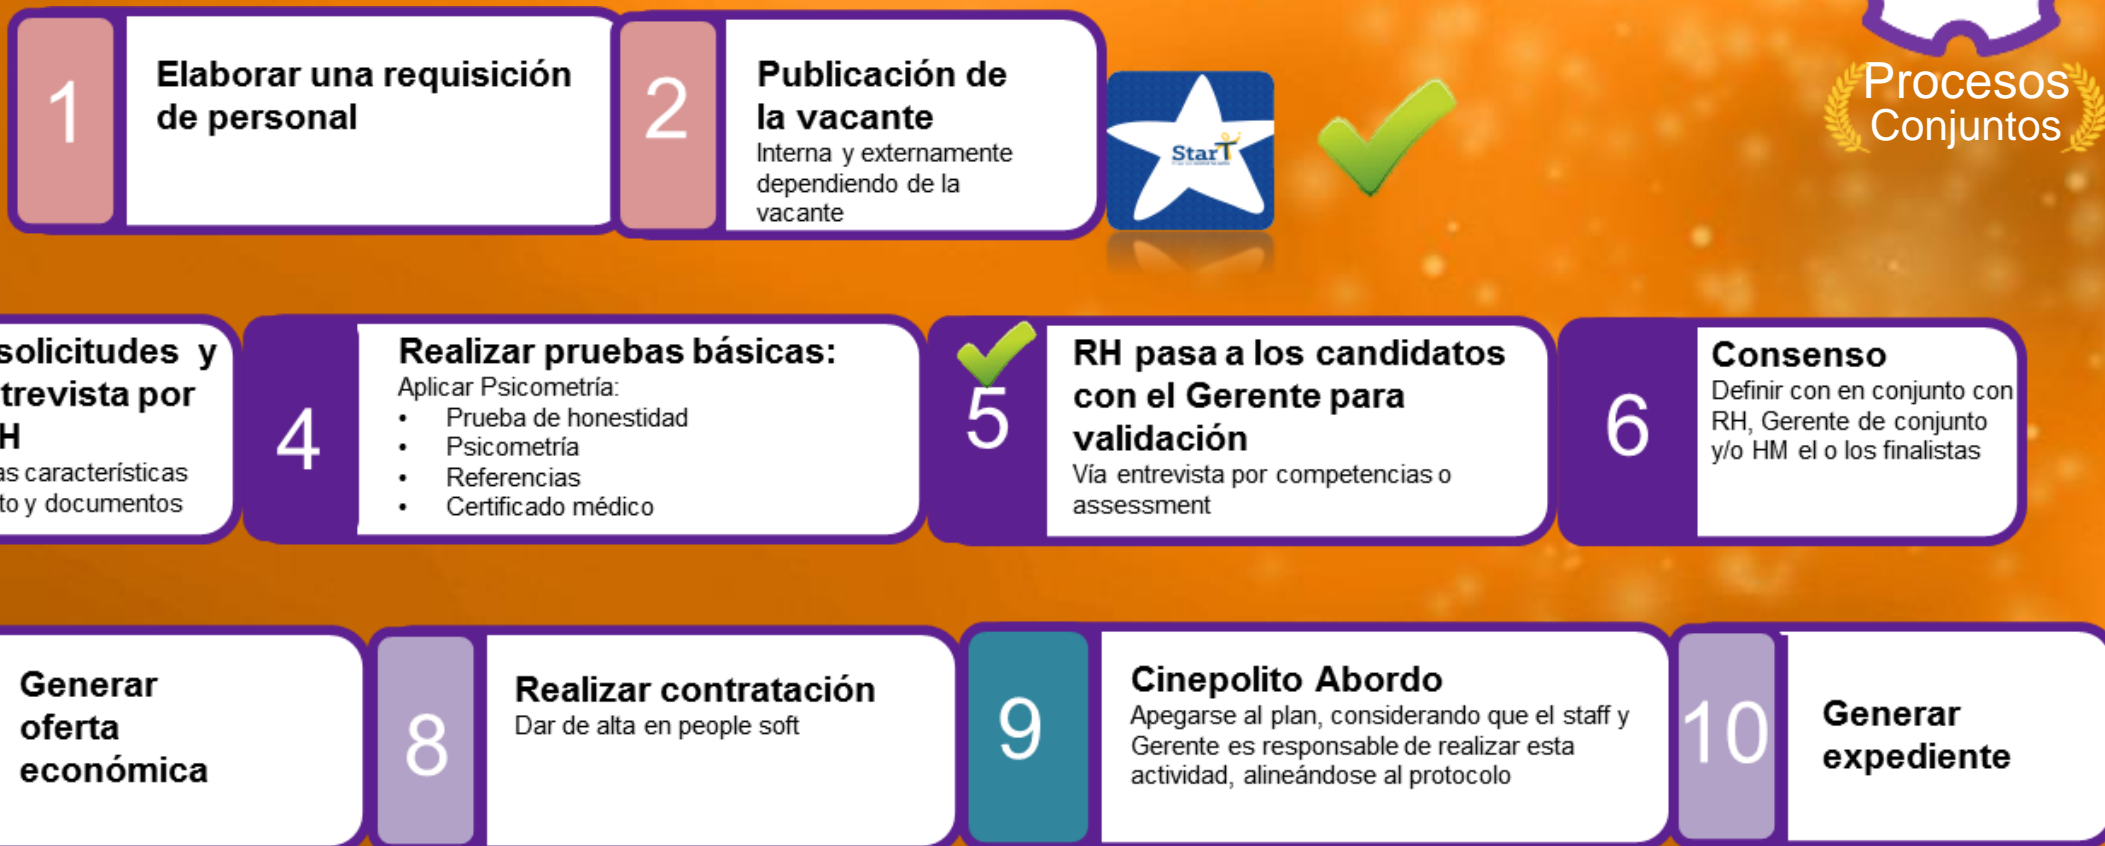 1
Elaborar una requisición
de personal
2
Publicación de
la vacante
Interna y externamente
dependiendo de la
vacante
StarT
Procesos
Conjuntos
solicitudes y
trevista por
H
as características
to y documentos
4
Realizar pruebas básicas:
Aplicar Psicometría:
• Prueba de honestidad
• Psicometría
• Referencias
• Certificado médico
5
RH pasa a los candidatos
con el Gerente para
validación
Vía entrevista por competencias o
assessment
6
Consenso
Definir con en conjunto con
RH, Gerente de conjunto
y/o HM el o los finalistas
Generar
oferta
económica
8
Realizar contratación
Dar de alta en people soft
9
Cinepolito Abordo
Apegarse al plan, considerando que el staff y
Gerente es responsable de realizar esta
actividad, alineándose al protocolo
10
Generar
expediente